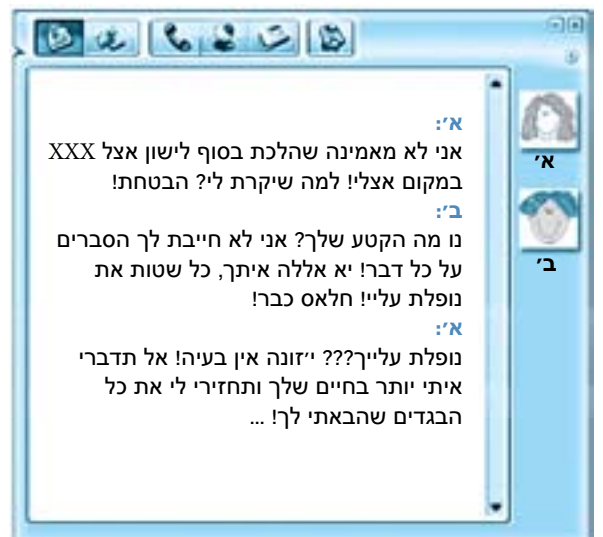 א׳:
אני לא מאמינה שהלכת בסוף לישון אצל XXX
במקום אצלי! למה שיקרת לי? הבטחת!
ב׳:
נו מה הקטע שלך? אני לא חייבת לך הסברים
על כל דבר! יא אללה איתך, כל שטות את
נופלת עליי! חלאס כבר!
א׳:
נופלת עלייך??? י׳זונה אין בעיה! אל תדברי
איתי יותר בחיים שלך ותחזירי לי את כל
הבגדים שהבאתי לך! ...
א׳
ב׳